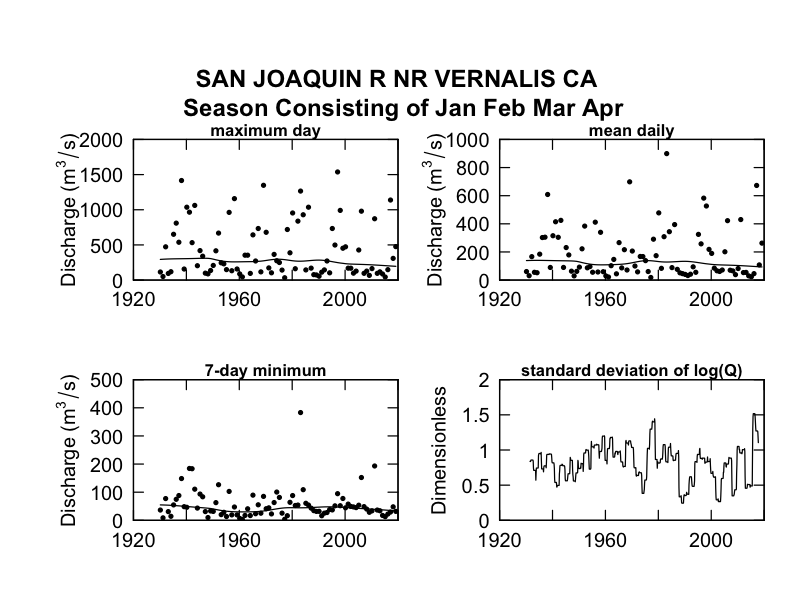 SAN JOAQUIN R NR VERNALIS CA
Season Consisting of Jan Feb Mar Apr
maximum day
Discharge (m³/s)
2000
1500
1000
500
0
1920 1960 2000
mean daily
Discharge (m³/s)
1000
800
600
400
200
0
1920 1960 2000
7-day minimum
Discharge (m³/s)
500
400
300
200
100
0
1920 1960 2000
standard deviation of log(Q)
Dimensionless
2
1.5
1
0.5
0
1920 1960 2000